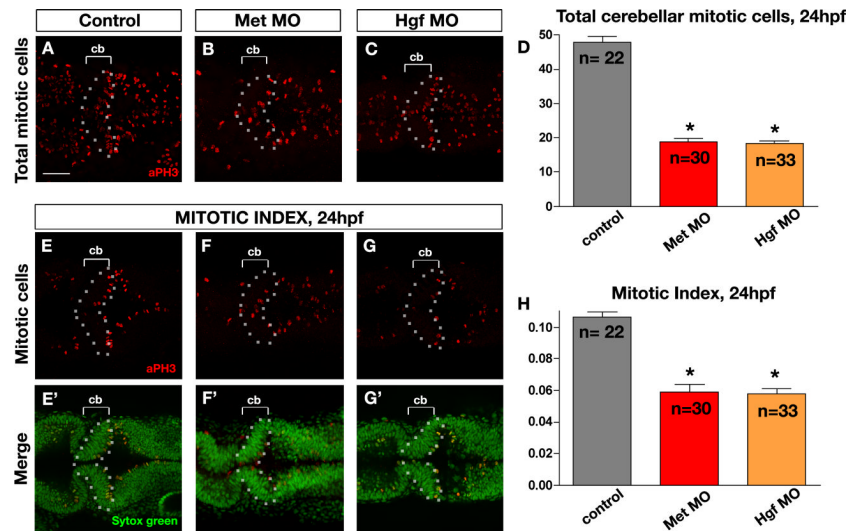 Control
Met MO
Hgf MO
Total mitotic cells
A
cb
aPH3
B
cb
C
cb
D
Total cerebellar mitotic cells, 24hpf
50
40
30
20
10
0
n= 22
*
n=30
*
n=33
control
Met MO
Hgf MO
MITOTIC INDEX, 24hpf
Mitotic cells
E
cb
aPH3
F
cb
G
cb
Merge
E'
cb
Sytox green
F'
cb
G'
cb
H
Mitotic Index, 24hpf
0.10
0.08
0.06
0.04
0.02
0.00
n= 22
*
n=30
*
n=33
control
Met MO
Hgf MO